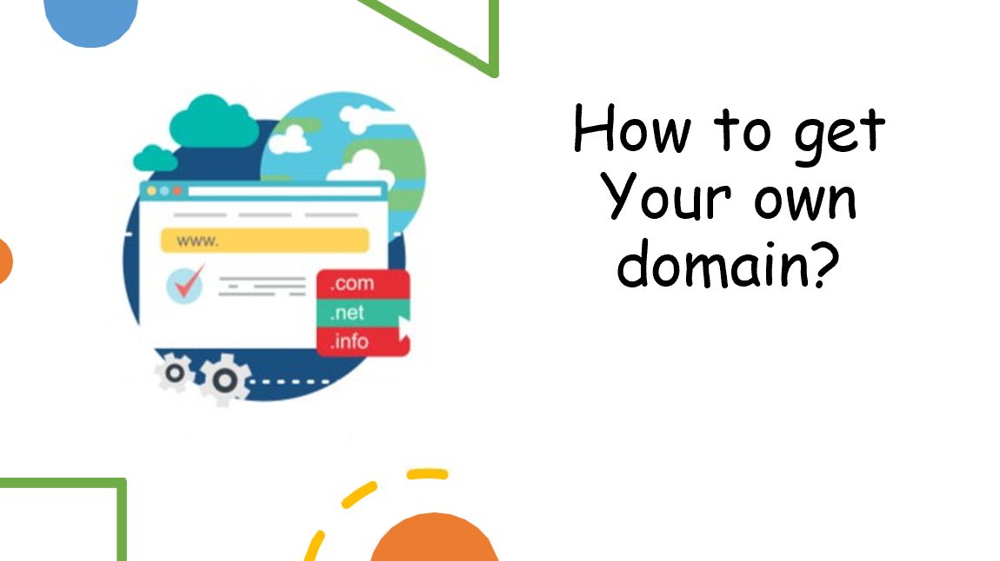 How to get
Your own
domain?
www.
.com
.net
.info